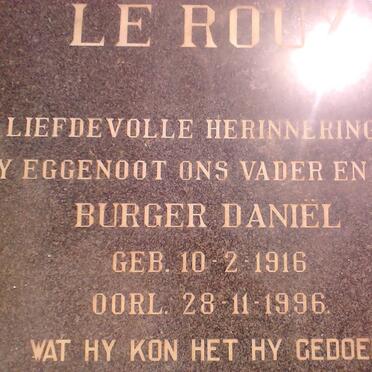 LE ROUX
LIEFDEVOLLE HERINNERING
Y EGGENOOT ONS VADER EN
BURGER DANIËL
GEB. 10-2-1916
OORL. 28-11-1996.
WAT HY KON HET HY GEDOE